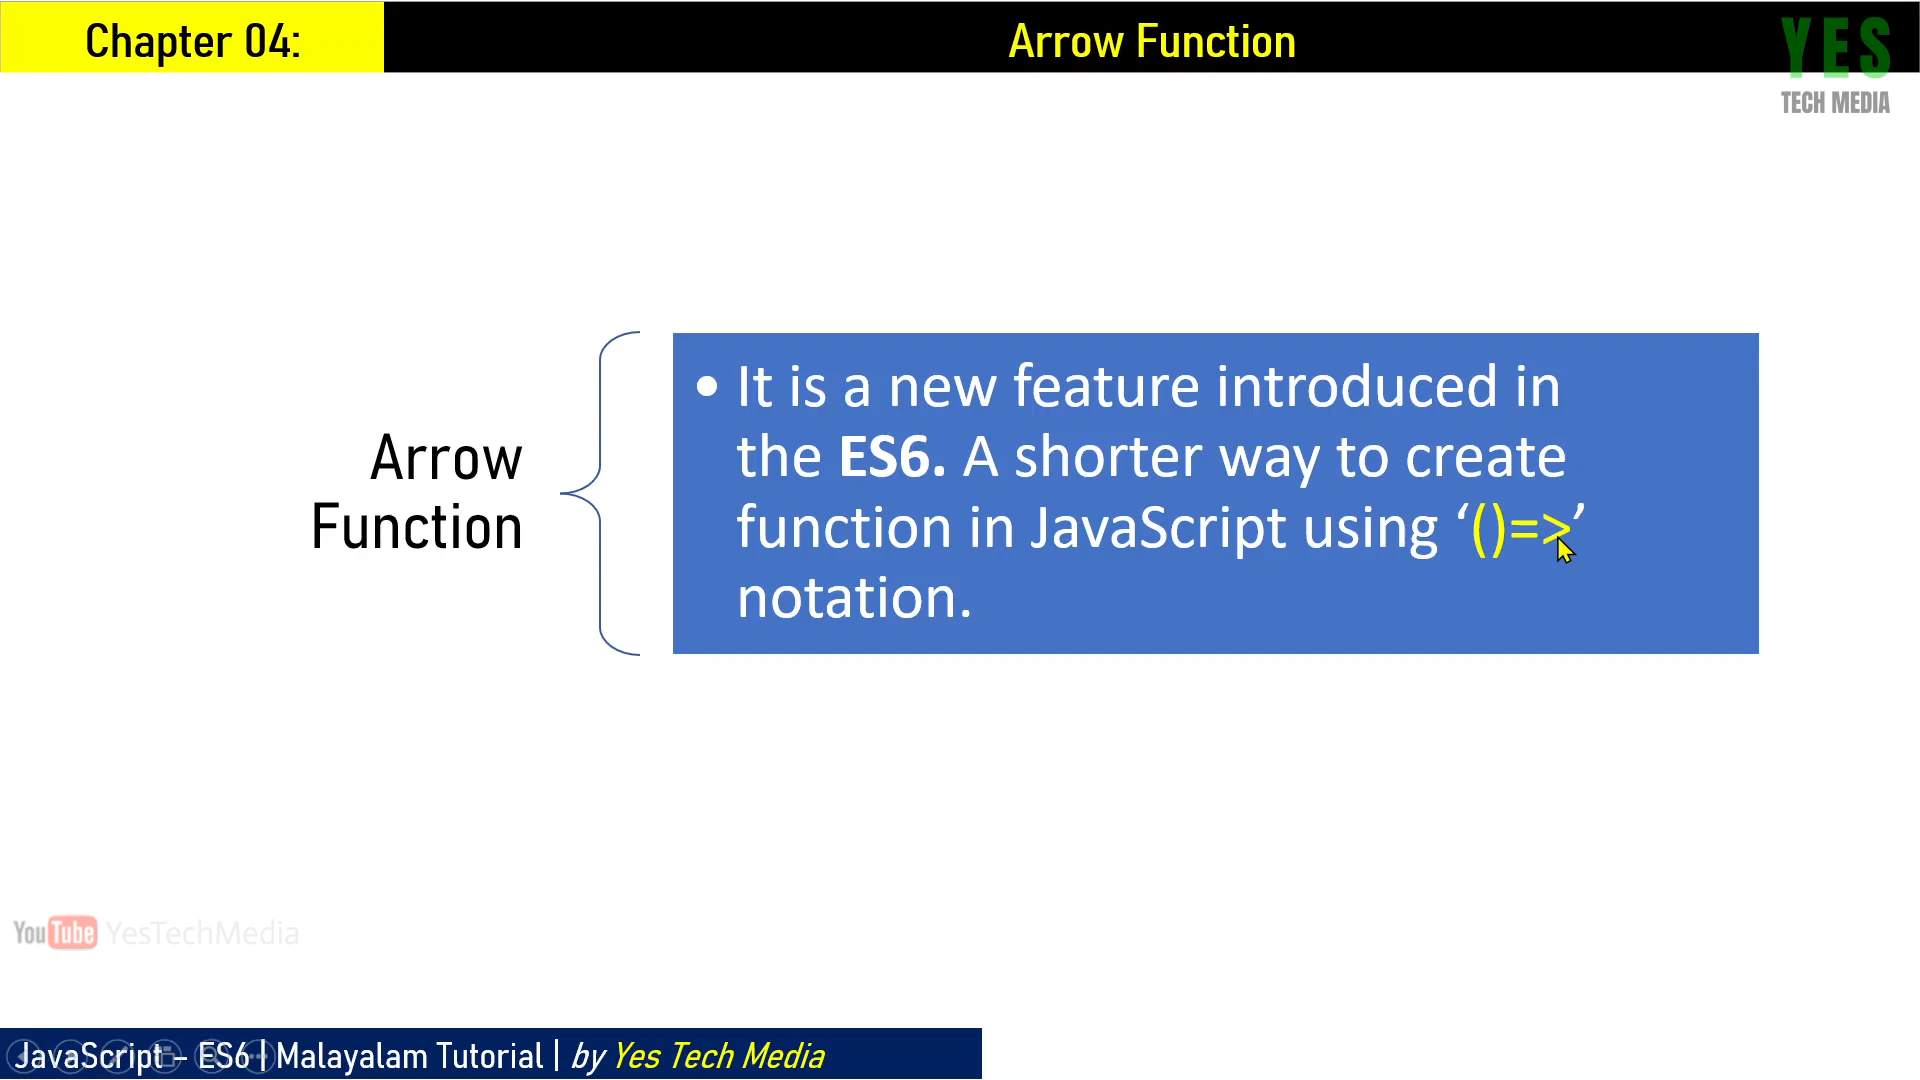 Chapter 04:
Arrow Function
YES
TECH MEDIA
Arrow
Function
• It is a new feature introduced in
the ES6. A shorter way to create
function in JavaScript using ‘()=>’
notation.
YouTube YesTechMedia
JavaScript – ES6 | Malayalam Tutorial | by Yes Tech Media